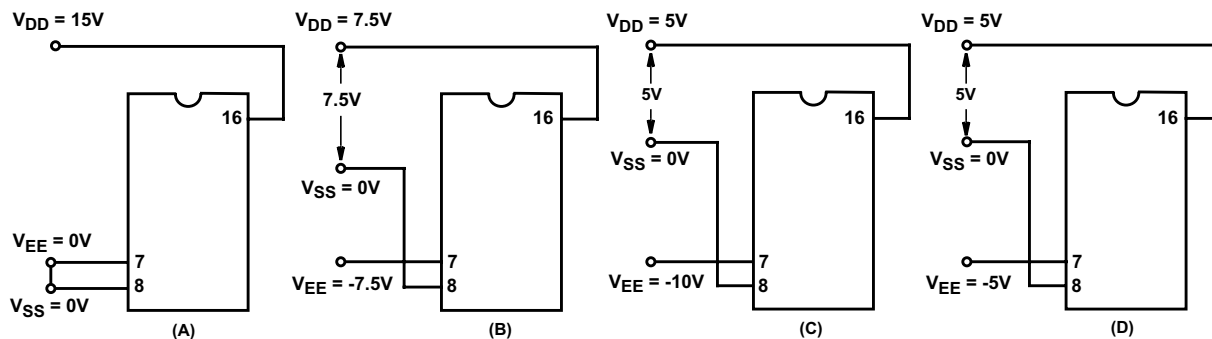 VDD = 15V
16
VEE = 0V
7
8
VSS = 0V
(A)
VDD = 7.5V
7.5V
16
VSS = 0V
7
VEE = -7.5V
8
(B)
VDD = 5V
5V
16
VSS = 0V
7
VEE = -10V
8
(C)
VDD = 5V
5V
16
VSS = 0V
7
VEE = -5V
8
(D)